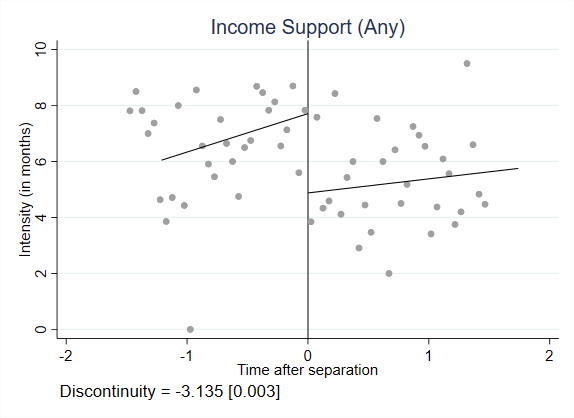 Income Support (Any)
Intensity (in months)
10
8
6
4
2
0
-2
-1
0
1
2
Time after separation
Discontinuity = -3.135 [0.003]